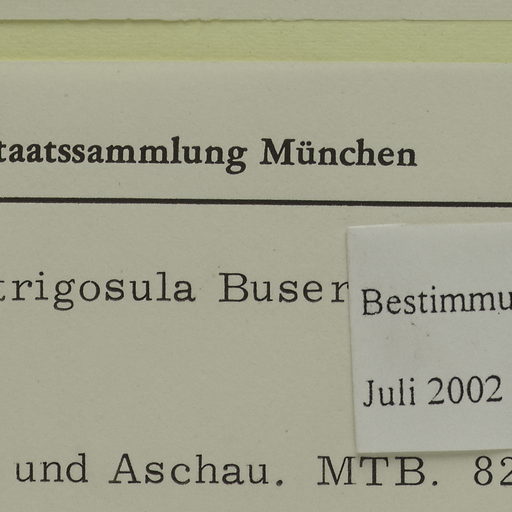 taatssammlung München
trigosula Buser
Bestimmu
Juli 2002
und Aschau. MTB. 82